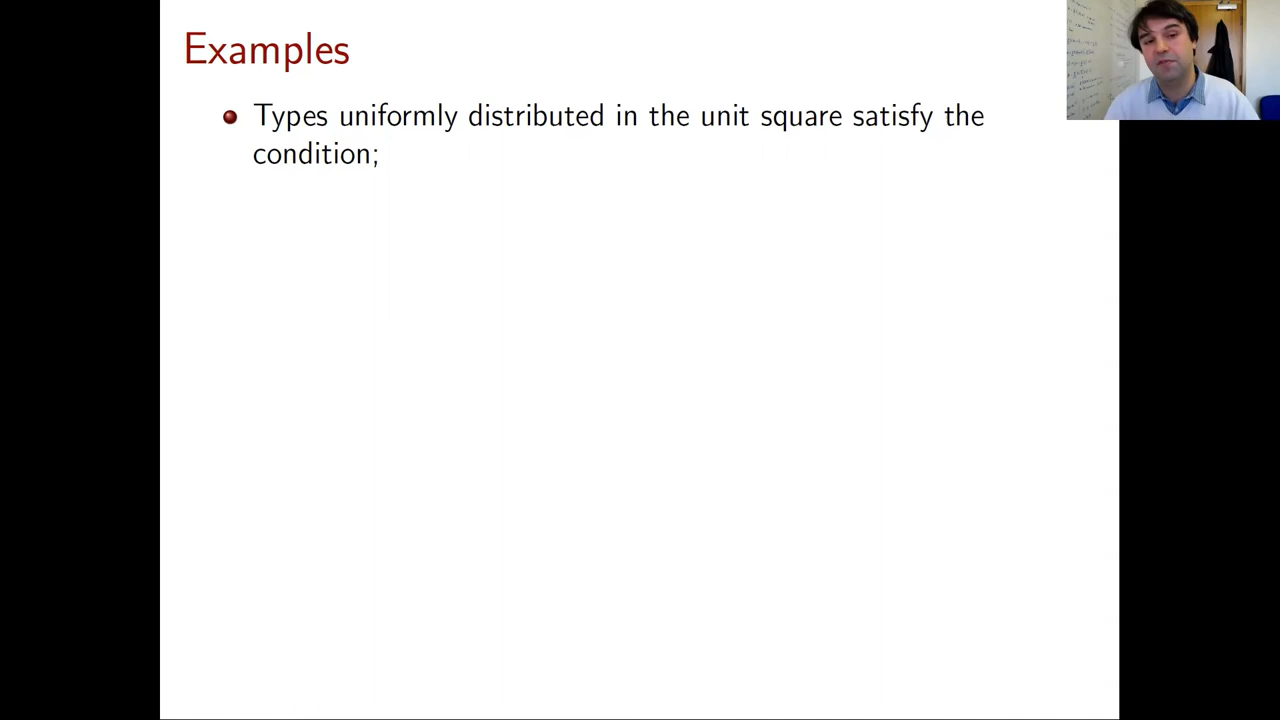 Examples
Types uniformly distributed in the unit square satisfy the
condition;